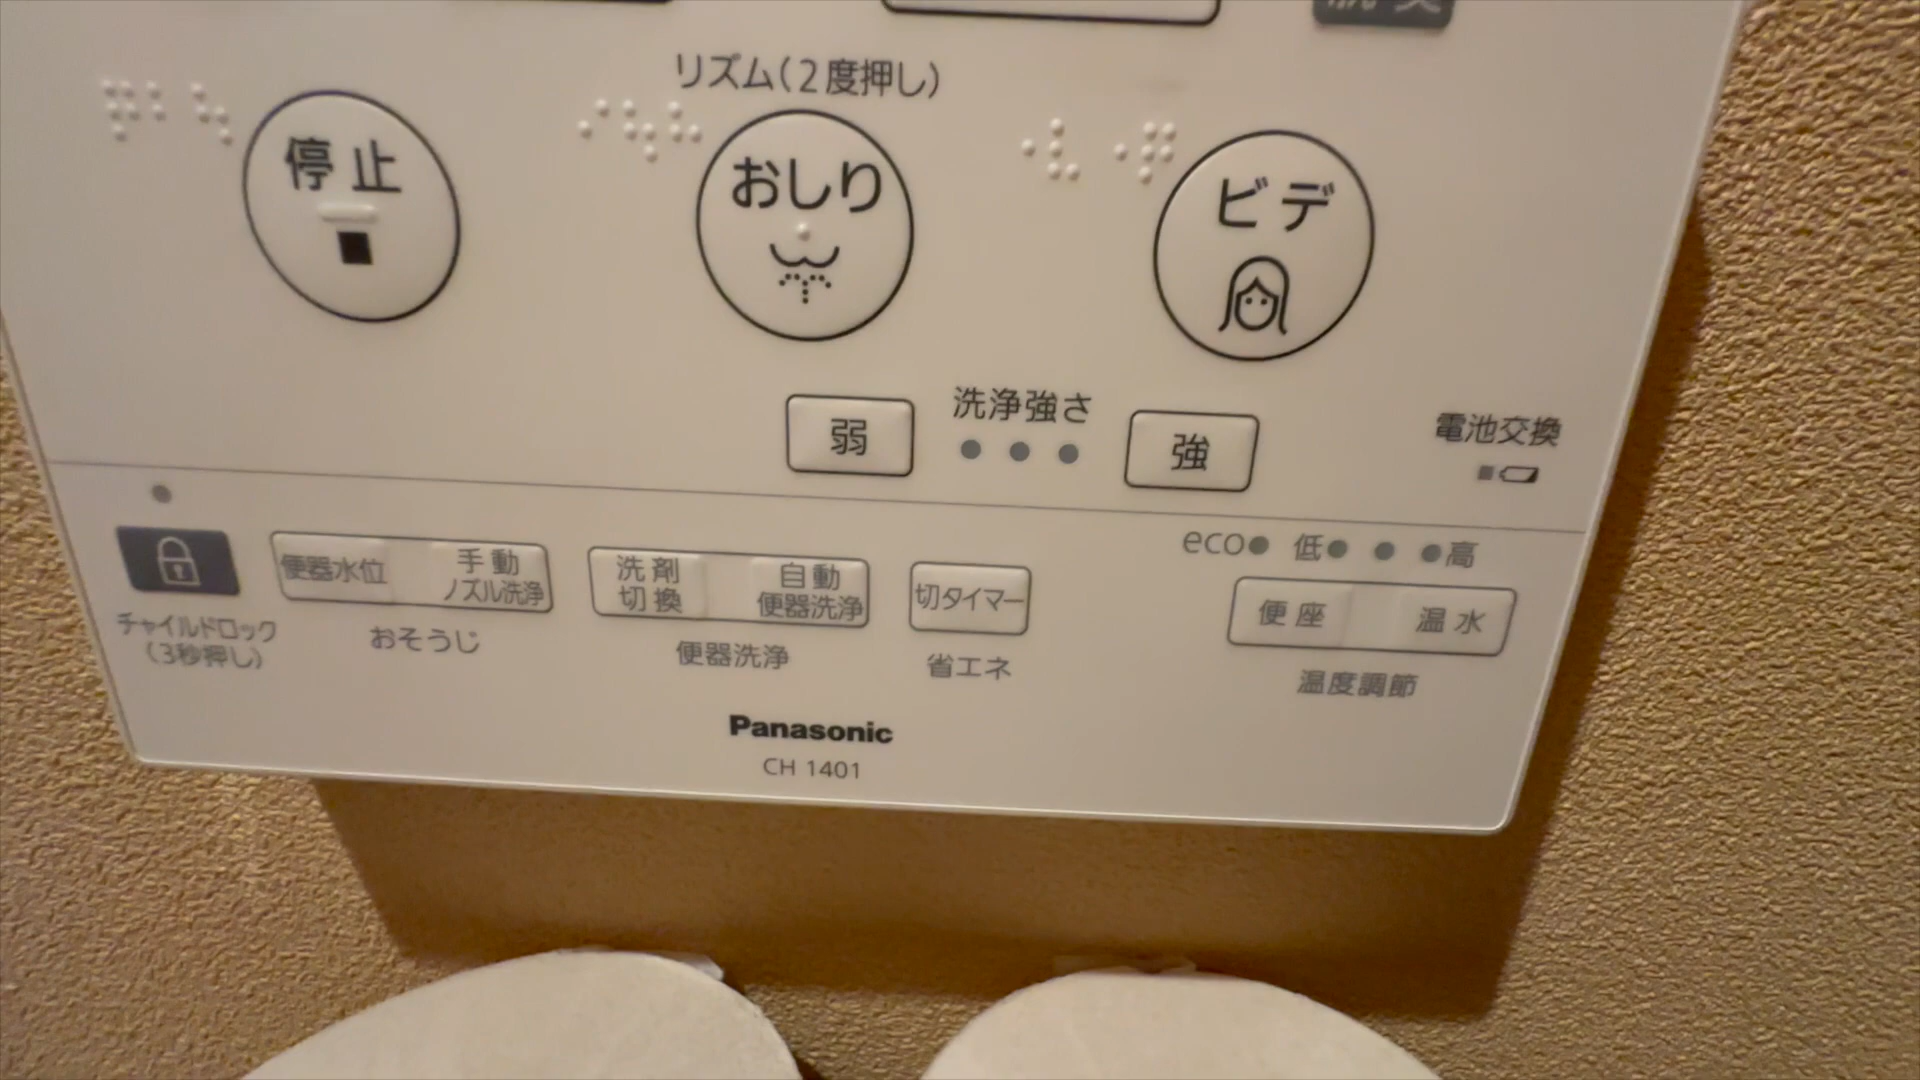 リズム(2度押し)
停止
おしり
ビデ
洗浄強さ
弱
強
電池交換
eco 低 高
便器水位
手動
ノズル洗浄
洗剤
切換
自動
便器洗浄
切タイマー
便座
温水
チャイルドロック
(3秒押し)
おそうじ
便器洗浄
省エネ
温度調節
Panasonic
CH 1401